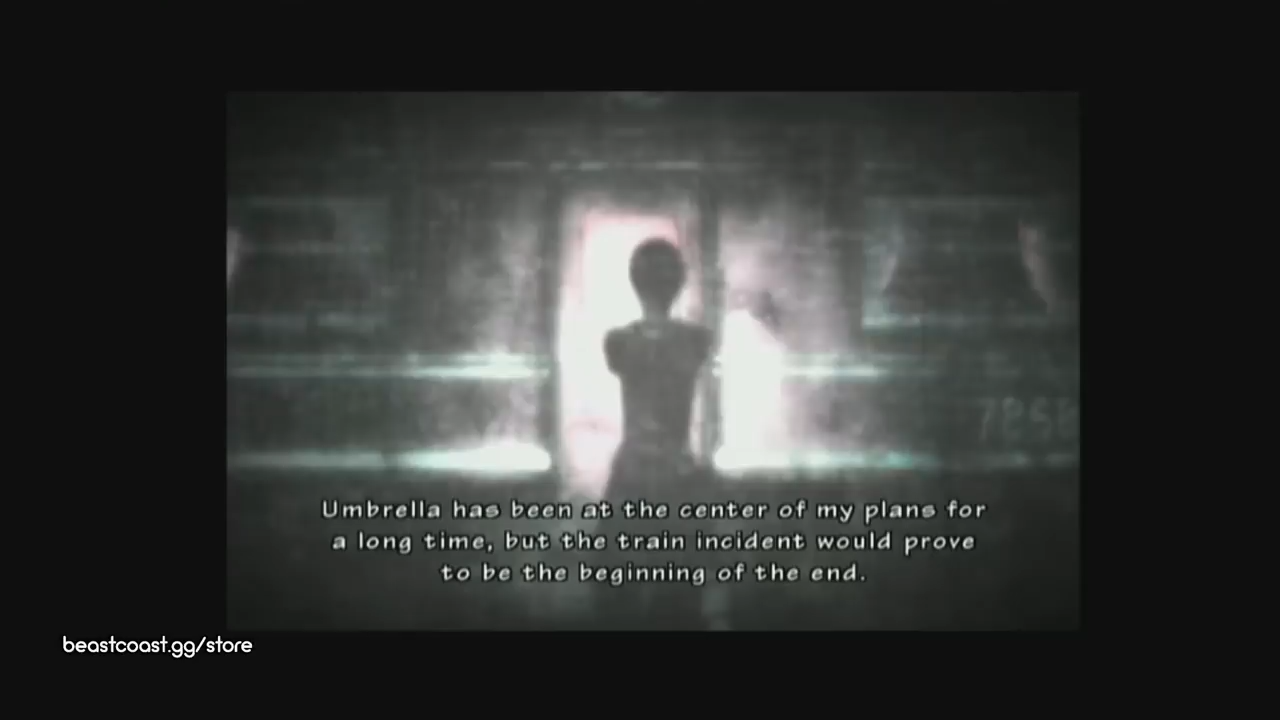 Umbrella has been at the center of my plans for
a long time, but the train incident would prove
to be the beginning of the end.
beastcoast.gg/store